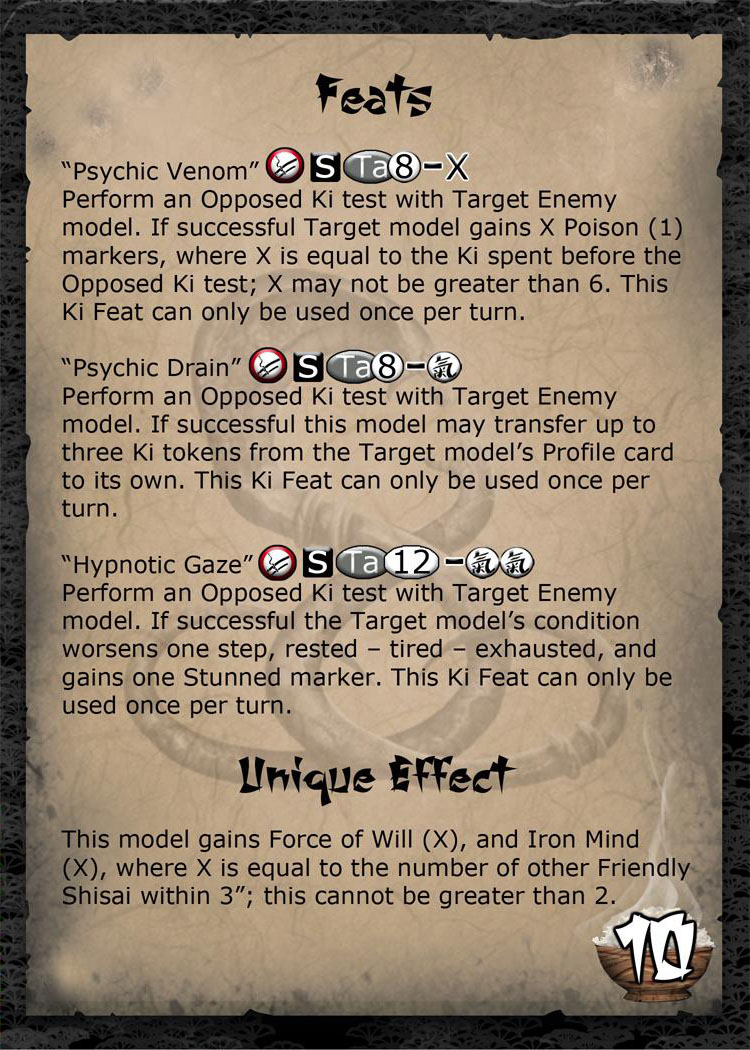 Feats
“Psychic Venom” S Ta 8 – X
Perform an Opposed Ki test with Target Enemy
model. If successful Target model gains X Poison (1)
markers, where X is equal to the Ki spent before the
Opposed Ki test; X may not be greater than 6. This
Ki Feat can only be used once per turn.
“Psychic Drain” S Ta 8 – 氣
Perform an Opposed Ki test with Target Enemy
model. If successful this model may transfer up to
three Ki tokens from the Target model’s Profile card
to its own. This Ki Feat can only be used once per
turn.
“Hypnotic Gaze” S Ta 12 – 氣 氣
Perform an Opposed Ki test with Target Enemy
model. If successful the Target model’s condition
worsens one step, rested – tired – exhausted, and
gains one Stunned marker. This Ki Feat can only be
used once per turn.
Unique Effect
This model gains Force of Will (X), and Iron Mind
(X), where X is equal to the number of other Friendly
Shisai within 3”; this cannot be greater than 2.
10